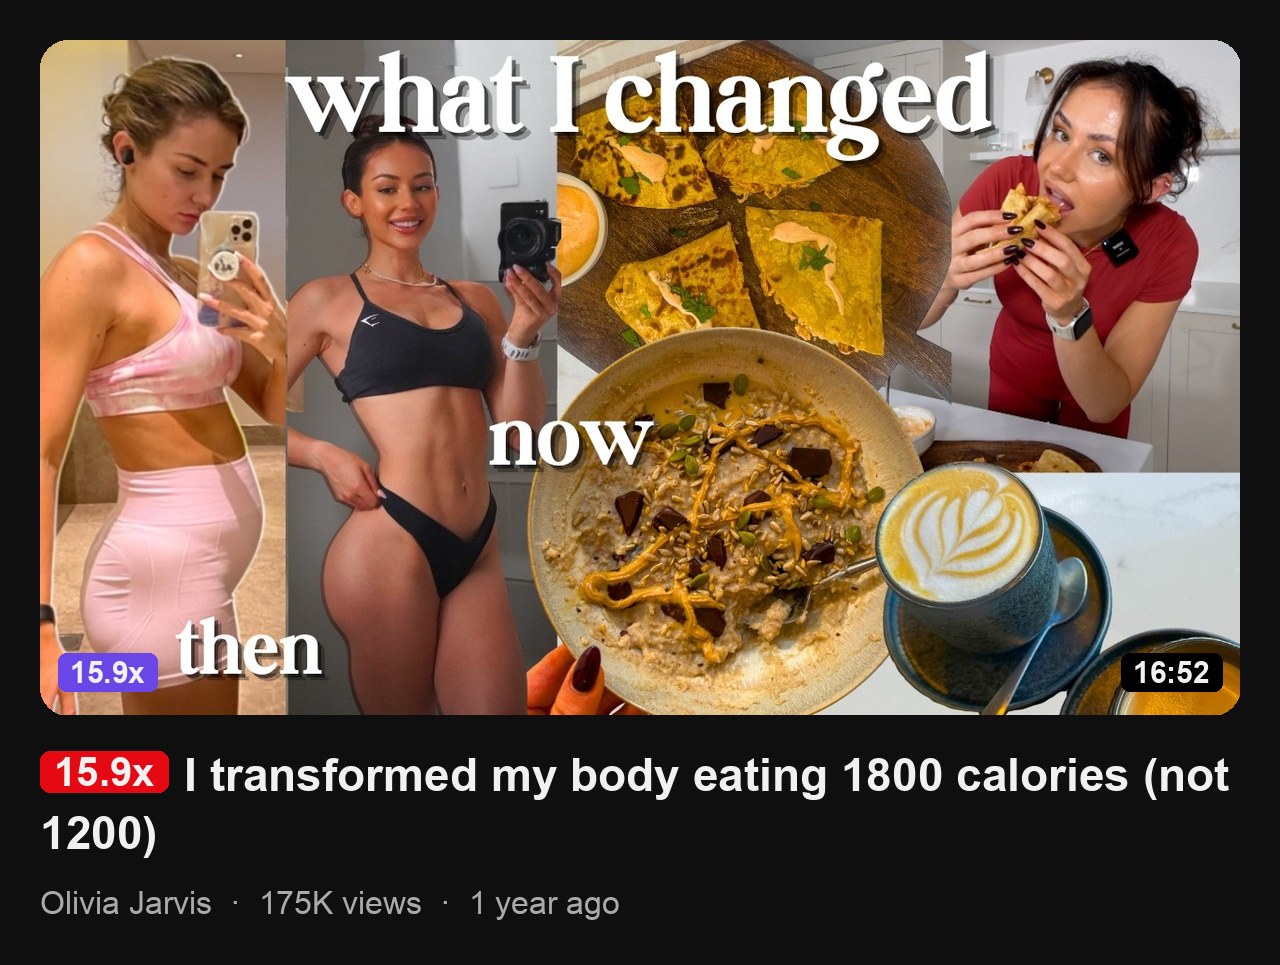 what I changed
now
then
15.9x
16:52
15.9x I transformed my body eating 1800 calories (not
1200)
Olivia Jarvis · 175K views · 1 year ago